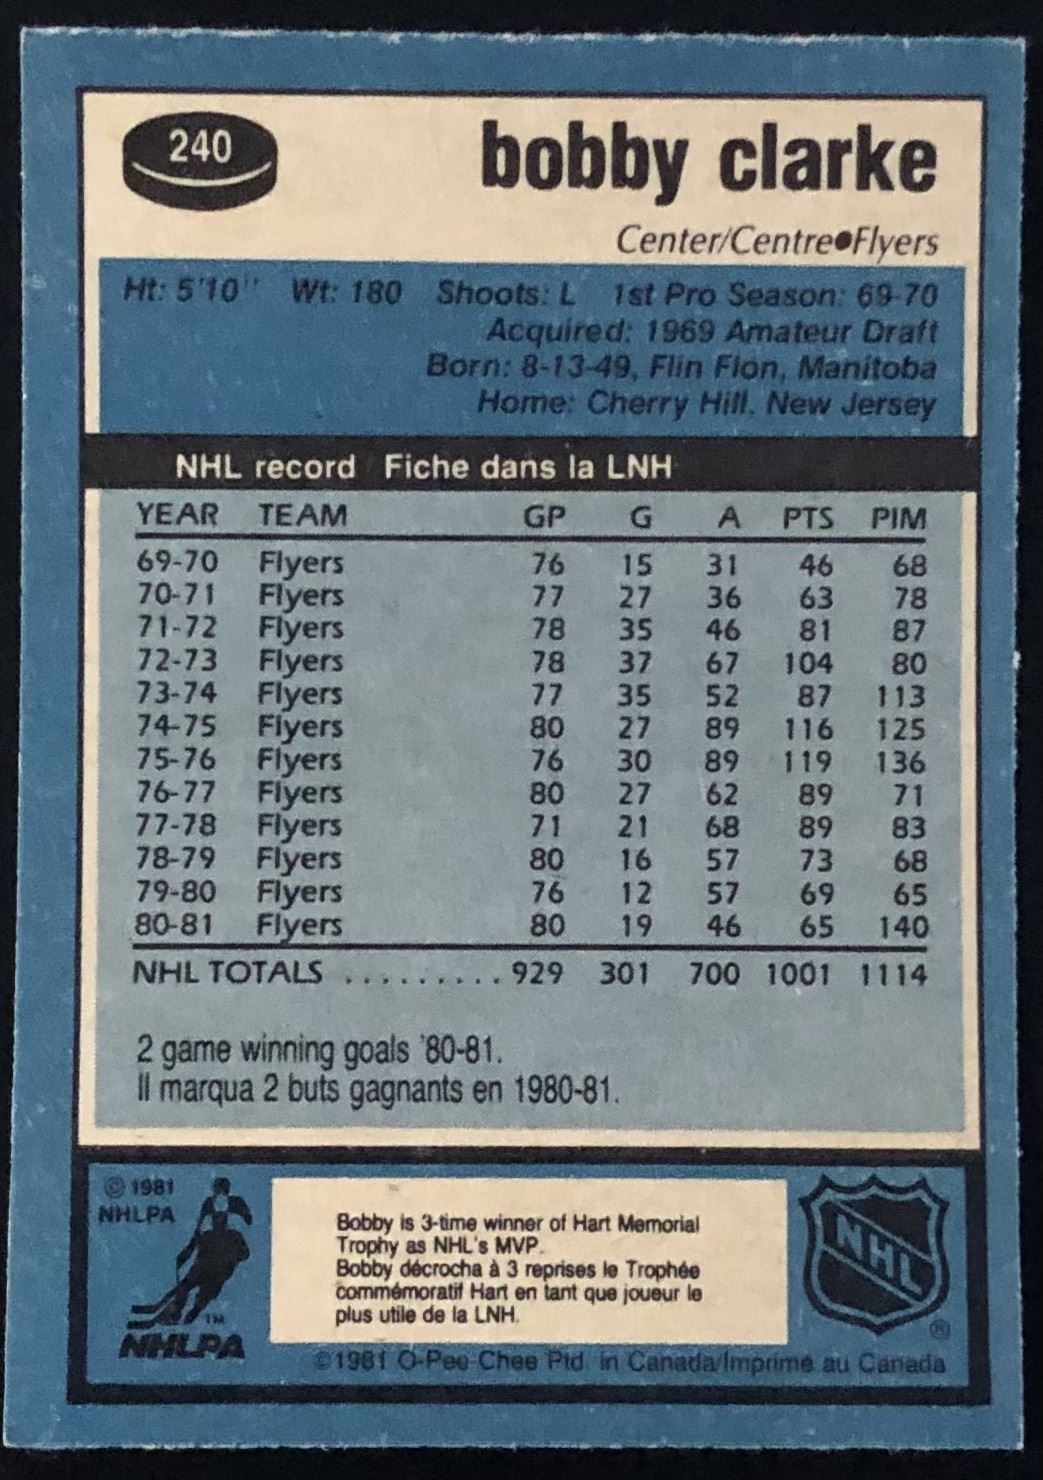 240
bobby clarke
Center/Centre●Flyers
Ht: 5'10" Wt: 180 Shoots: L 1st Pro Season: 69-70
Acquired: 1969 Amateur Draft
Born: 8-13-49, Flin Flon, Manitoba
Home: Cherry Hill, New Jersey
NHL record Fiche dans la LNH
YEAR TEAM GP G A PTS PIM
69-70 Flyers 76 15 31 46 68
70-71 Flyers 77 27 36 63 78
71-72 Flyers 78 35 46 81 87
72-73 Flyers 78 37 67 104 80
73-74 Flyers 77 35 52 87 113
74-75 Flyers 80 27 89 116 125
75-76 Flyers 76 30 89 119 136
76-77 Flyers 80 27 62 89 71
77-78 Flyers 71 21 68 89 83
78-79 Flyers 80 16 57 73 68
79-80 Flyers 76 12 57 69 65
80-81 Flyers 80 19 46 65 140
NHL TOTALS ......... 929 301 700 1001 1114
2 game winning goals '80-81.
Il marqua 2 buts gagnants en 1980-81.
© 1981
NHLPA
TM
NHLPA
Bobby is 3-time winner of Hart Memorial
Trophy as NHL's MVP.
Bobby décrocha à 3 reprises le Trophée
commémoratif Hart en tant que joueur le
plus utile de la LNH.
NHL
®
©1981 O-Pee-Chee Ptd. in Canada/Imprimé au Canada